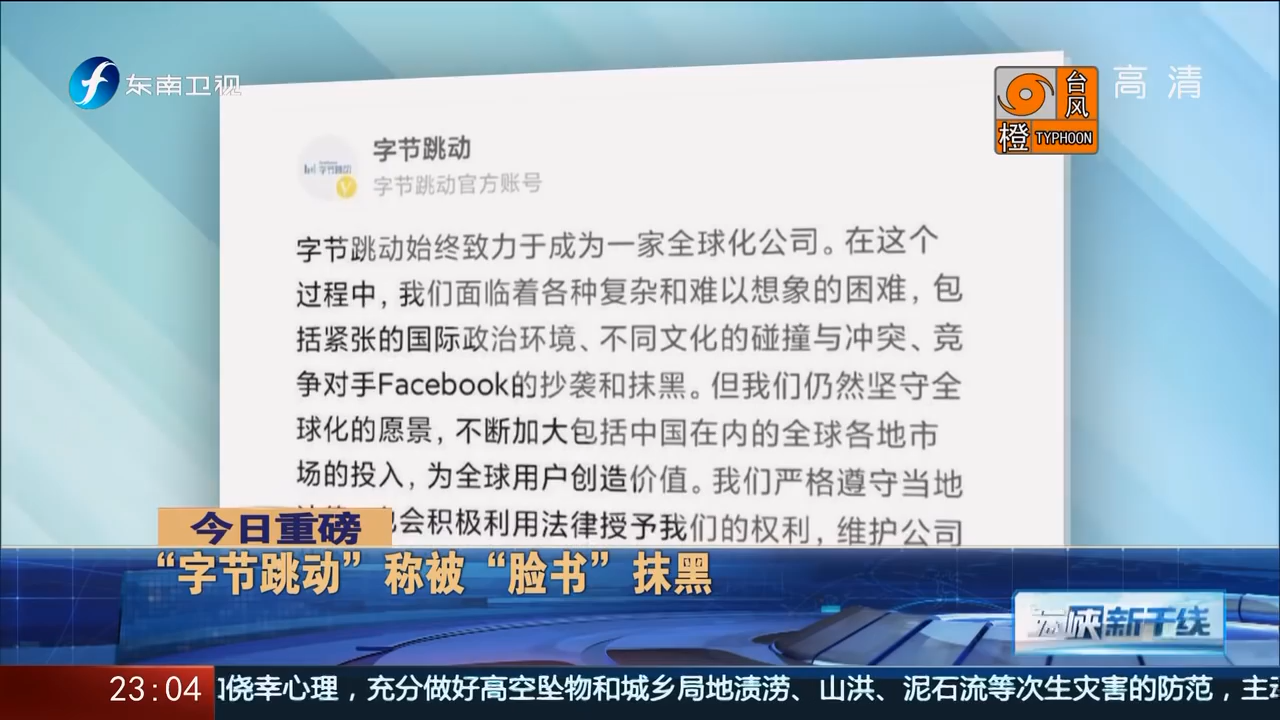 东南卫视
台风
橙 TYPHOON
高清
字节跳动
字节跳动官方账号
字节跳动始终致力于成为一家全球化公司。在这个
过程中，我们面临着各种复杂和难以想象的困难，包
括紧张的国际政治环境、不同文化的碰撞与冲突、竞
争对手Facebook的抄袭和抹黑。但我们仍然坚守全
球化的愿景，不断加大包括中国在内的全球各地市
场的投入，为全球用户创造价值。我们严格遵守当地
也会积极利用法律授予我们的权利，维护公司
今日重磅
“字节跳动”称被“脸书”抹黑
海峡新干线
23:04
侥幸心理，充分做好高空坠物和城乡局地渍涝、山洪、泥石流等次生灾害的防范，主动